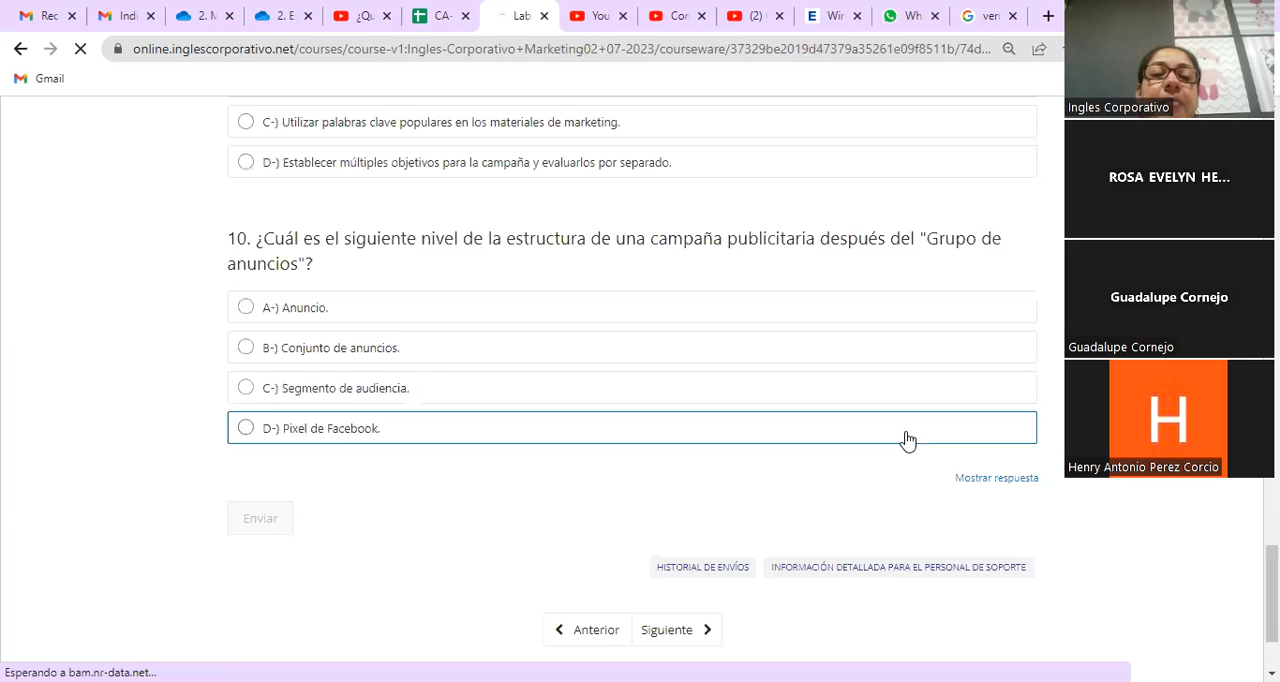 Rec
Indi
2. M
2. E
¿Qu
CA-
Lab
You
Cor
(2)
Wir
Wh
ven
online.inglescorporativo.net/courses/course-v1:Ingles-Corporativo+Marketing02+07-2023/courseware/37329be2019d47379a35261e09f8511b/74d...
Gmail
C-) Utilizar palabras clave populares en los materiales de marketing.
D-) Establecer múltiples objetivos para la campaña y evaluarlos por separado.
10. ¿Cuál es el siguiente nivel de la estructura de una campaña publicitaria después del "Grupo de
anuncios"?
A-) Anuncio.
B-) Conjunto de anuncios.
C-) Segmento de audiencia.
D-) Pixel de Facebook.
Mostrar respuesta
Enviar
HISTORIAL DE ENVÍOS
INFORMACIÓN DETALLADA PARA EL PERSONAL DE SOPORTE
Anterior
Siguiente
Esperando a bam.nr-data.net...
Ingles Corporativo
ROSA EVELYN HE...
Guadalupe Cornejo
Guadalupe Cornejo
H
Henry Antonio Perez Corcio